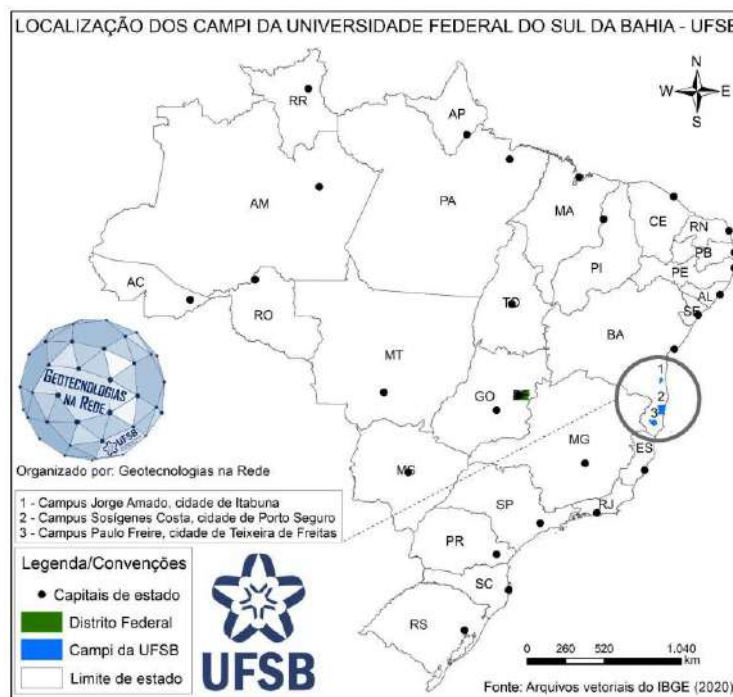 LOCALIZAÇÃO DOS CAMPI DA UNIVERSIDADE FEDERAL DO SUL DA BAHIA - UFSB
N
W E
S
RR
AP
AM
PA
MA
CE
RN
PB
PE
PI
AL
SE
AC
RO
TO
BA
MT
GO
DF
1
2
3
MG
ES
MS
SP
RJ
PR
SC
RS
GEOTECNOLOGIAS
NA REDE
UFSB
Organizado por: Geotecnologias na Rede
1 - Campus Jorge Amado, cidade de Itabuna
2 - Campus Sosígenes Costa, cidade de Porto Seguro
3 - Campus Paulo Freire, cidade de Teixeira de Freitas
Legenda/Convenções
Capitais de estado
Distrito Federal
Campi da UFSB
Limite de estado
UFSB
0 260 520 1.040
km
Fonte: Arquivos vetoriais do IBGE (2020)